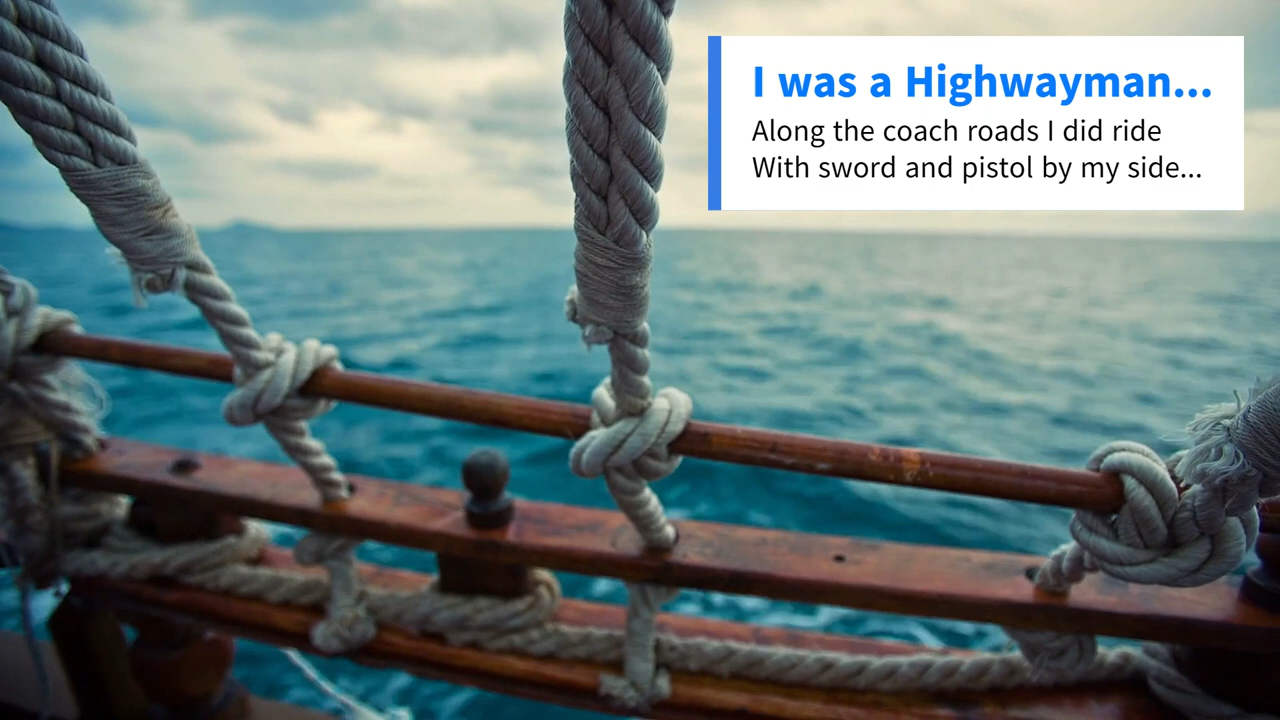 I was a Highwayman...
Along the coach roads I did ride
With sword and pistol by my side...